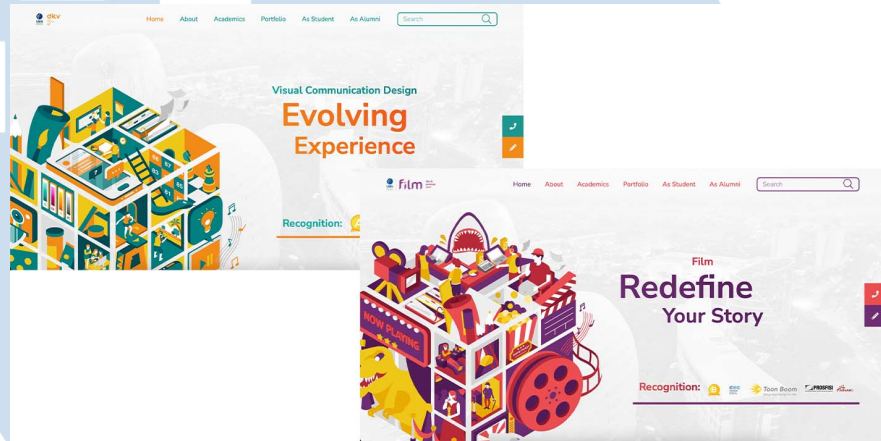 dkv
Home About Academics Portfolio As Student As Alumni Search
Visual Communication Design
Evolving
Experience
Recognition:
Film
Home About Academics Portfolio As Student As Alumni Search
Film
Redefine
Your Story
NOW PLAYING
Recognition: Toon Boom PROSFISI